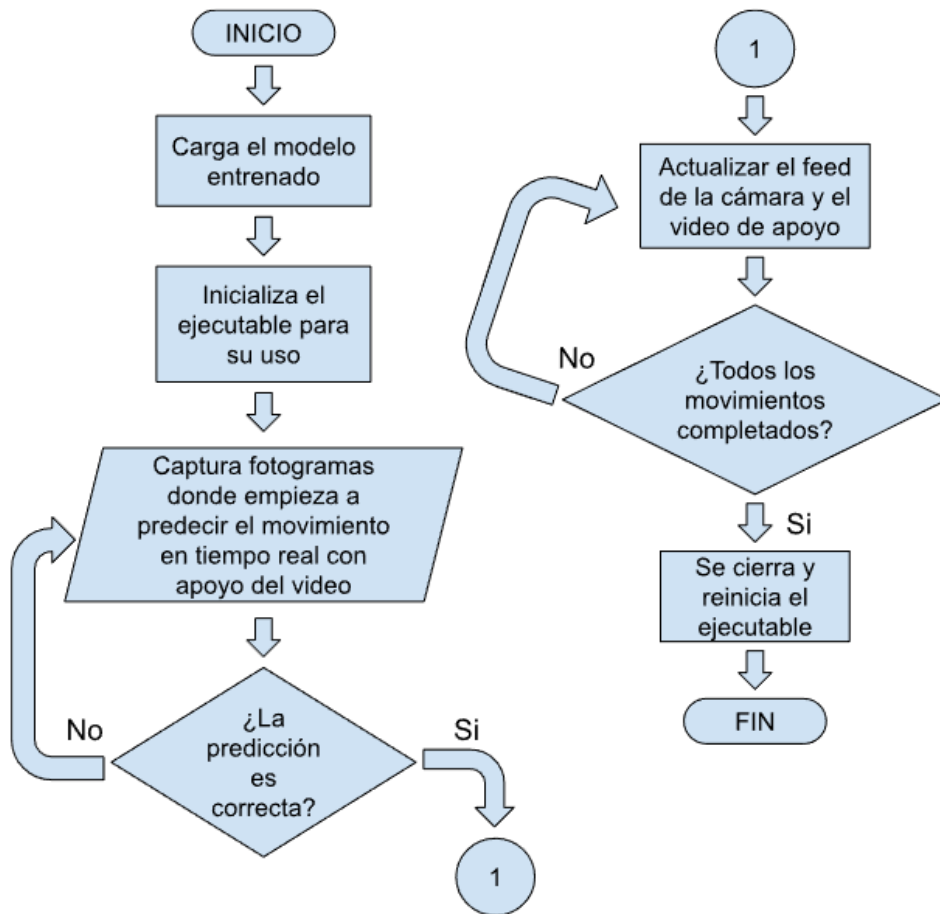 INICIO
Carga el modelo
entrenado
Inicializa el
ejecutable para
su uso
Captura fotogramas
donde empieza a
predecir el movimiento
en tiempo real con
apoyo del video
¿La
predicción
es
correcta?
No
Si
1
1
Actualizar el feed
de la cámara y el
video de apoyo
¿Todos los
movimientos
completados?
No
Si
Se cierra y
reinicia el
ejecutable
FIN